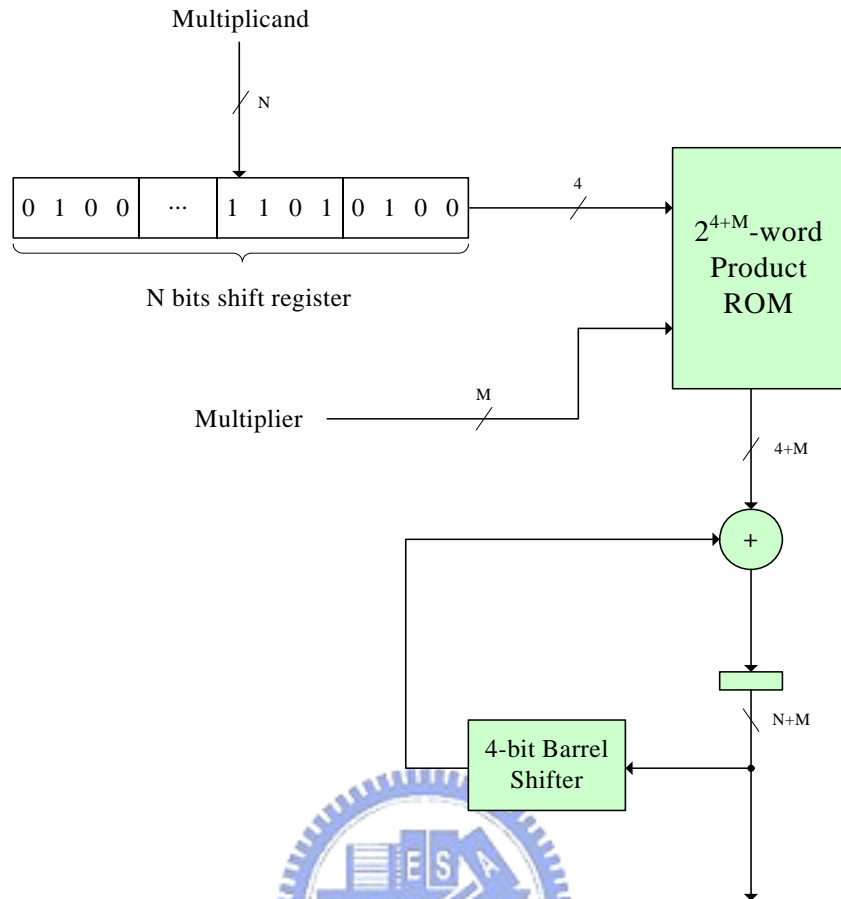 Multiplicand
N
0 1 0 0 ... 1 1 0 1 0 1 0 0
4
2^{4+M}-word
Product
ROM
N bits shift register
M
Multiplier
4+M
+
N+M
4-bit Barrel
Shifter
E S A